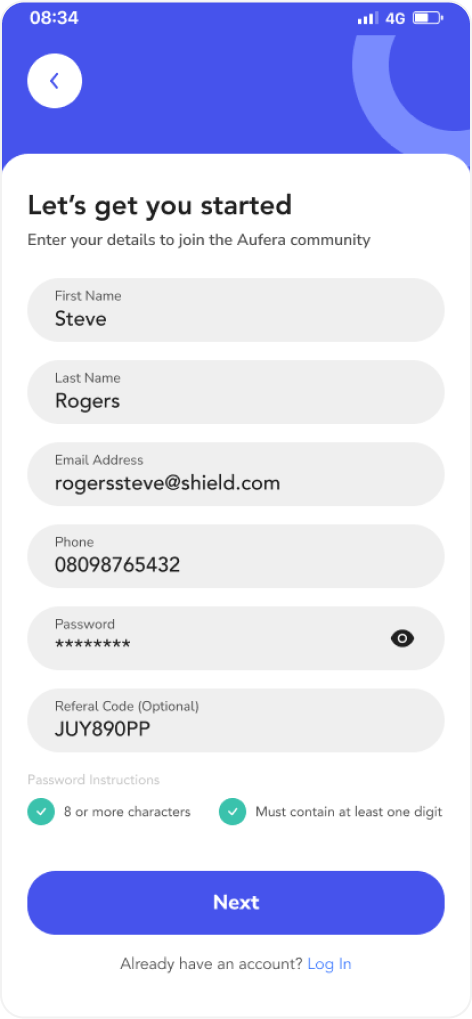 08:34
4G
Let's get you started
Enter your details to join the Aufera community
First Name
Steve
Last Name
Rogers
Email Address
rogerssteve@shield.com
Phone
08098765432
Password
********
Referal Code (Optional)
JUY890PP
Password Instructions
8 or more characters
Must contain at least one digit
Next
Already have an account? Log In